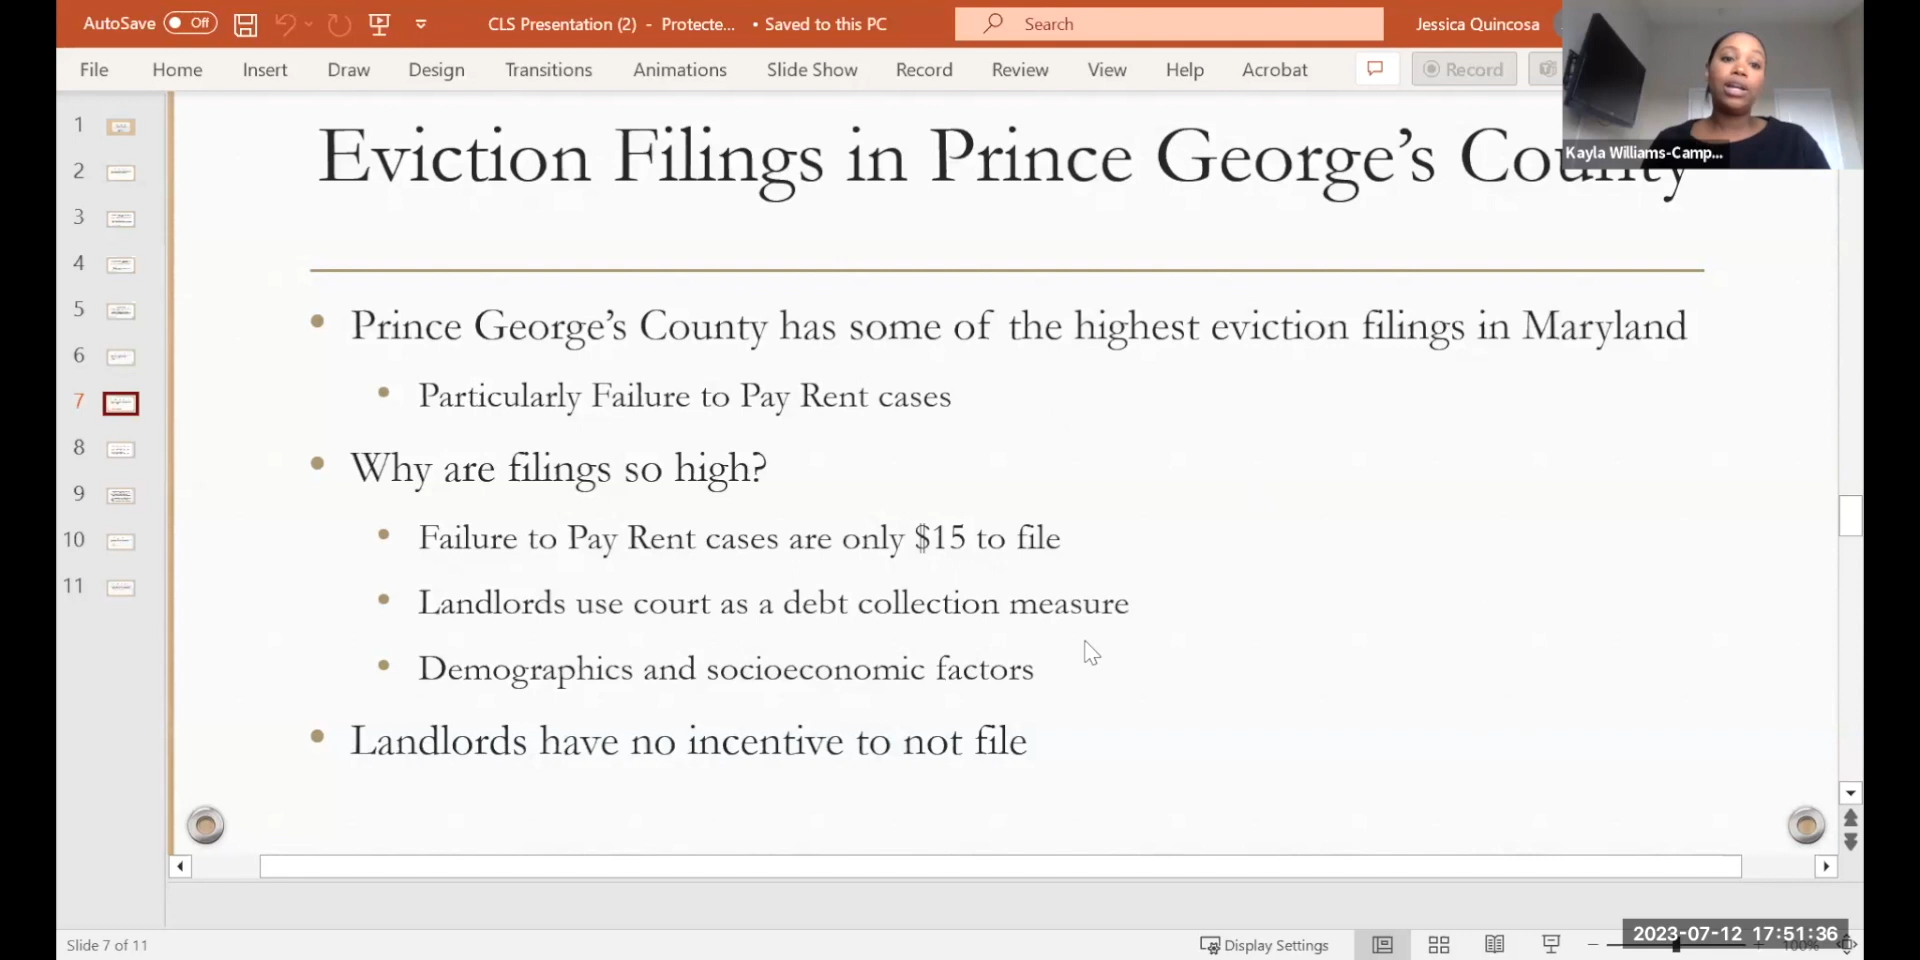 AutoSave Off CLS Presentation (2) - Protecte... • Saved to this PC Search Jessica Quincosa
File Home Insert Draw Design Transitions Animations Slide Show Record Review View Help Acrobat Record
Kayla Williams-Camp...
1
2
3
4
5
6
7
8
9
10
11
Eviction Filings in Prince George's County
• Prince George's County has some of the highest eviction filings in Maryland
• Particularly Failure to Pay Rent cases
• Why are filings so high?
• Failure to Pay Rent cases are only $15 to file
• Landlords use court as a debt collection measure
• Demographics and socioeconomic factors
• Landlords have no incentive to not file
Slide 7 of 11 Display Settings 100%
2023-07-12 17:51:36